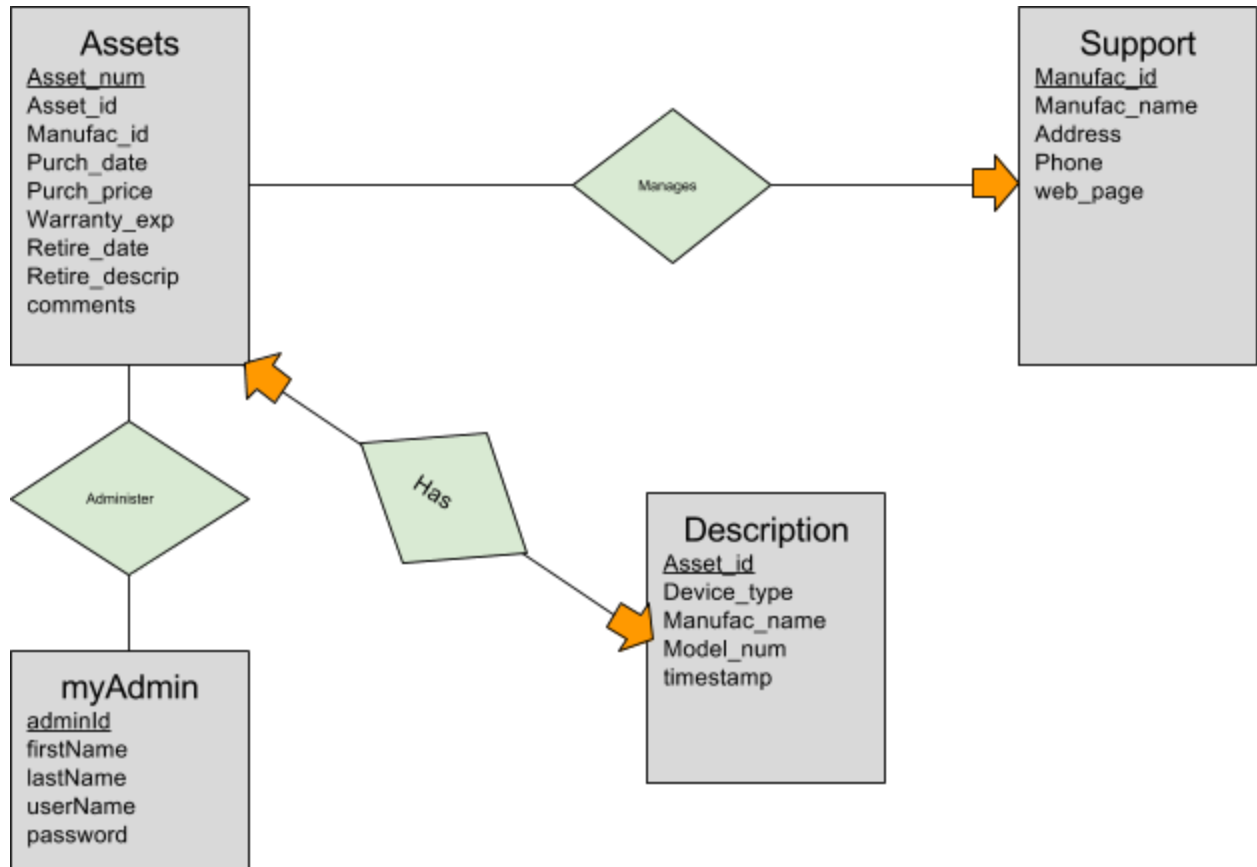 Assets
Asset_num
Asset_id
Manufac_id
Purch_date
Purch_price
Warranty_exp
Retire_date
Retire_descrip
comments
Manages
Support
Manufac_id
Manufac_name
Address
Phone
web_page
Administer
Has
Description
Asset_id
Device_type
Manufac_name
Model_num
timestamp
myAdmin
adminId
firstName
lastName
userName
password